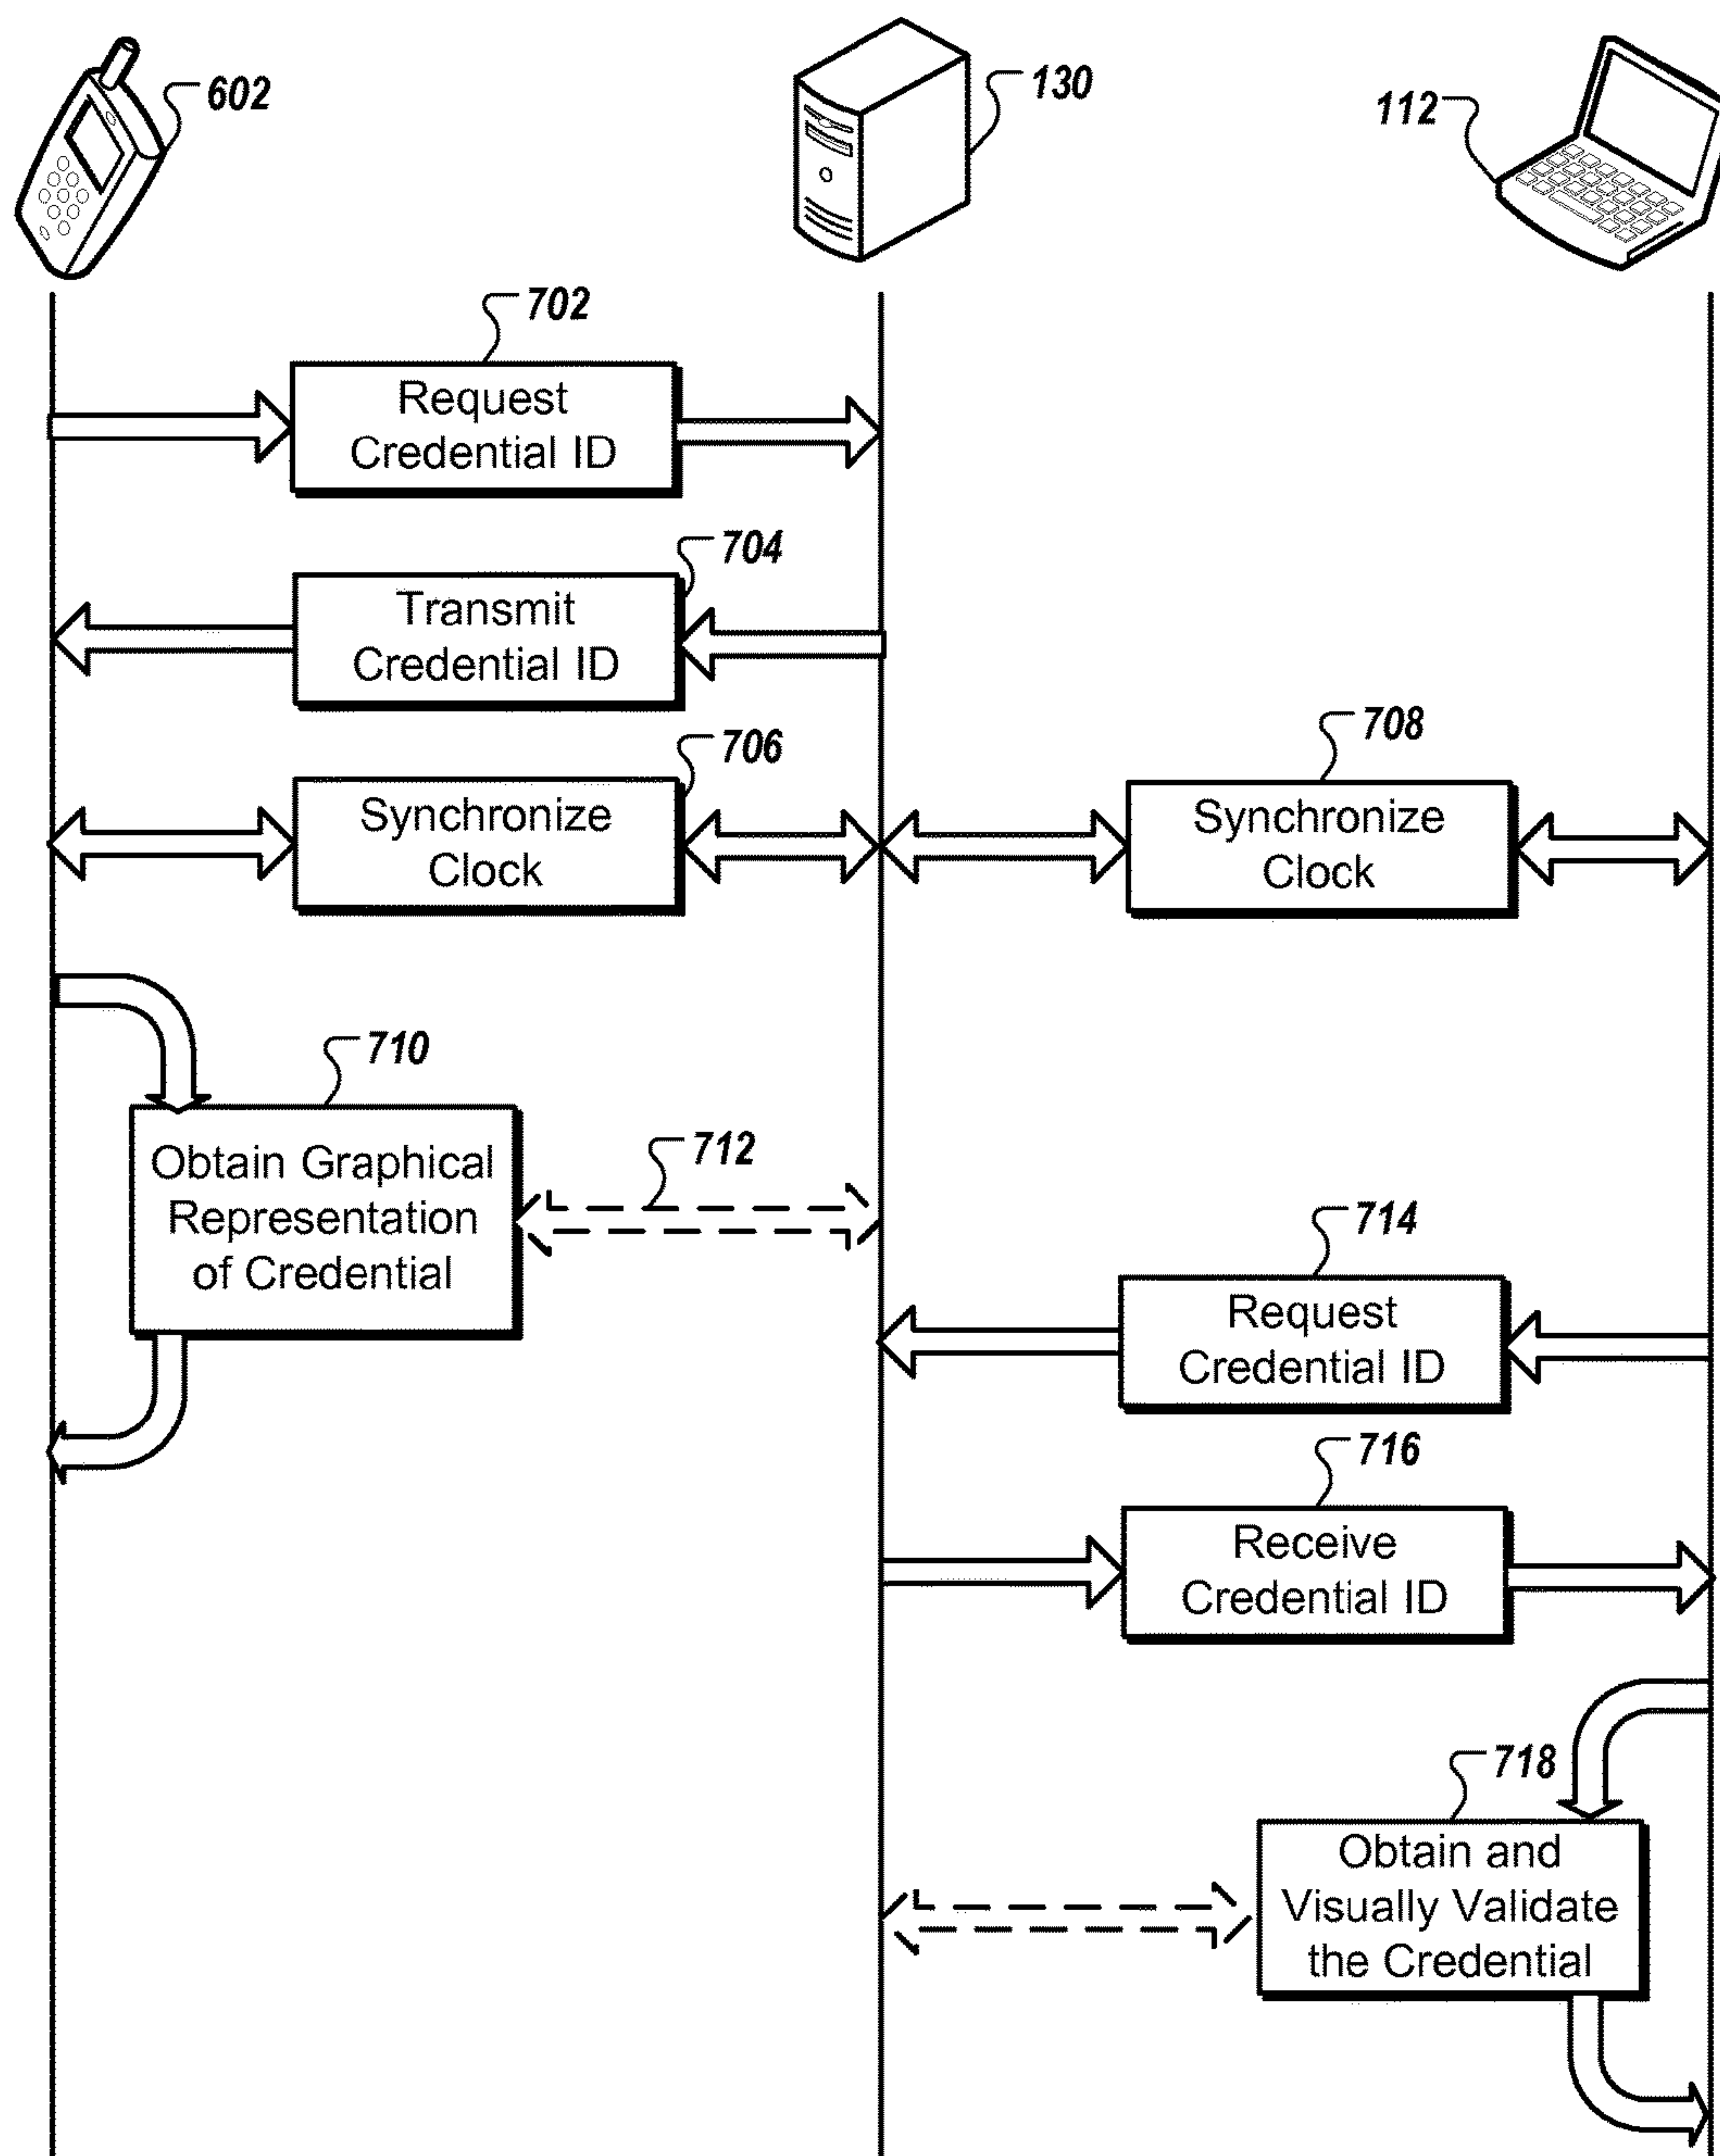 602
130
112
702
Request
Credential ID
704
Transmit
Credential ID
706
Synchronize
Clock
708
Synchronize
Clock
710
Obtain Graphical
Representation
of Credential
712
714
Request
Credential ID
716
Receive
Credential ID
718
Obtain and
Visually Validate
the Credential